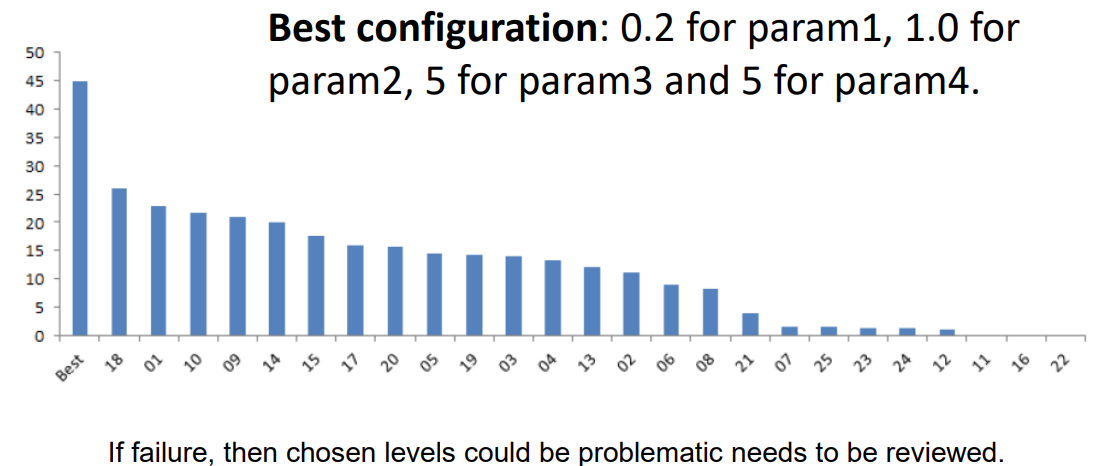 Best configuration: 0.2 for param1, 1.0 for
param2, 5 for param3 and 5 for param4.
50
45
40
35
30
25
20
15
10
5
0
Best 18 01 10 09 14 15 17 20 05 19 03 04 13 02 06 08 21 07 25 23 24 12 11 16 22
If failure, then chosen levels could be problematic needs to be reviewed.